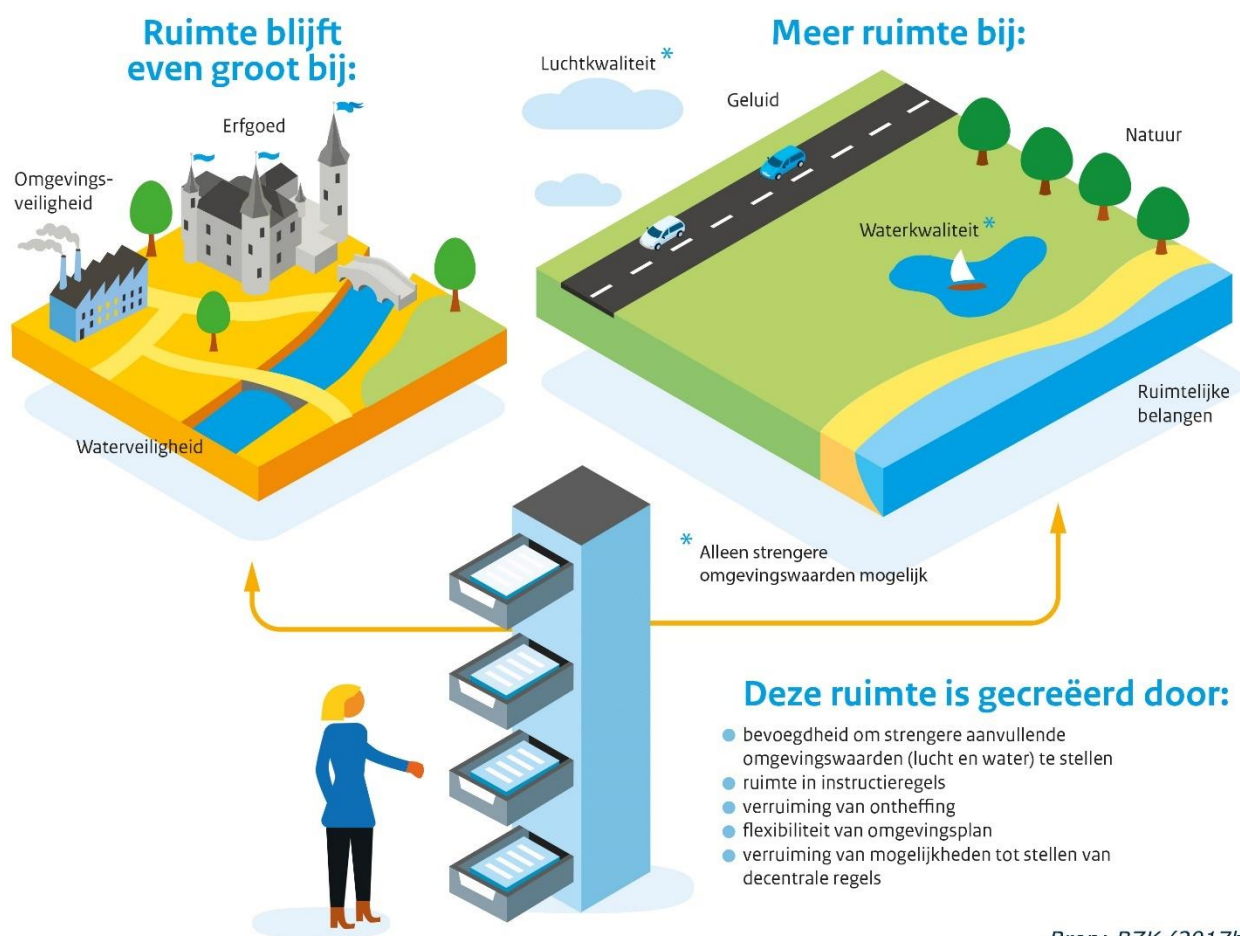 Ruimte blijft
even groot bij:
Erfgoed
Omgevings-
veiligheid
Waterveiligheid
Meer ruimte bij:
Luchtkwaliteit *
Geluid
Natuur
Waterkwaliteit *
Ruimtelijke
belangen
* Alleen strengere
omgevingswaarden mogelijk
Deze ruimte is gecreëerd door:
bevoegdheid om strengere aanvullende
omgevingswaarden (lucht en water) te stellen
ruimte in instructieregels
verruiming van ontheffing
flexibiliteit van omgevingsplan
verruiming van mogelijkheden tot stellen van
decentrale regels